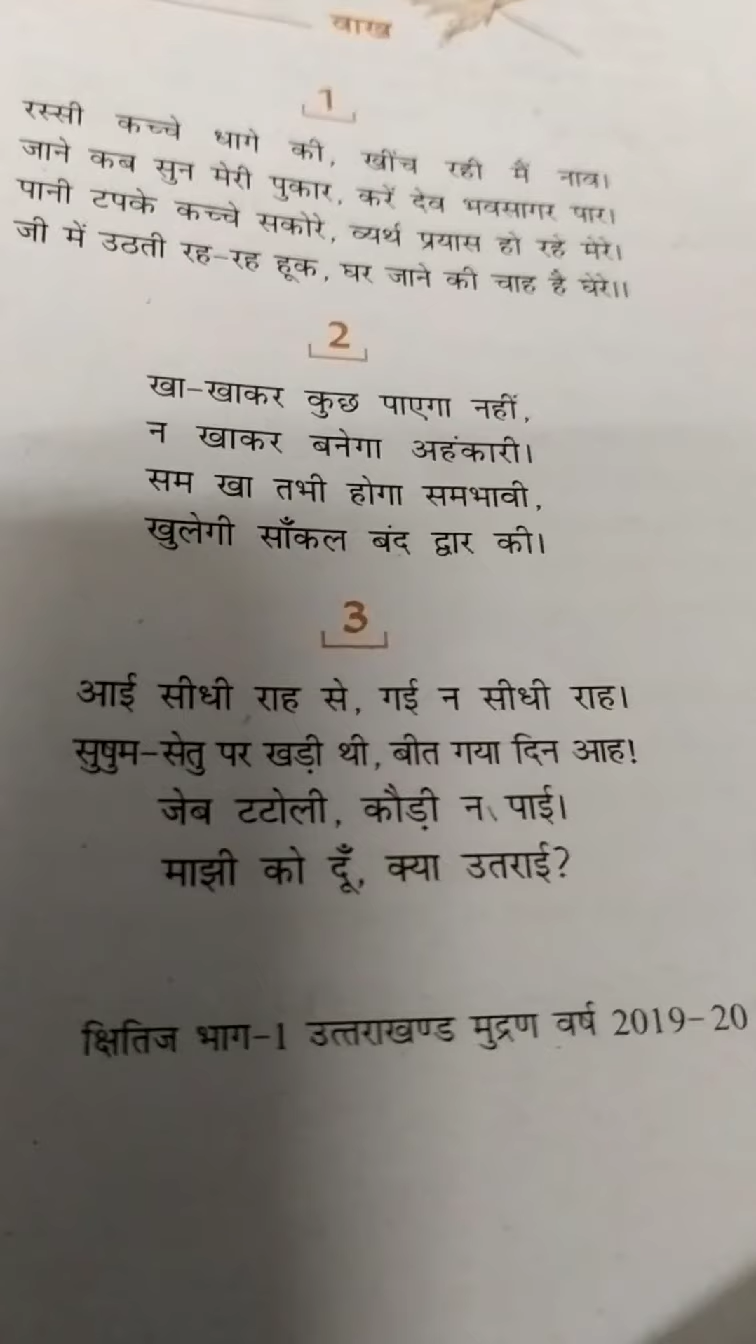 वाख
1
रस्सी कच्चे धागे की, खींच रही मैं नाव।
जाने कब सुन मेरी पुकार, करें देव भवसागर पार।
पानी टपके कच्चे सकोरे, व्यर्थ प्रयास हो रहे मेरे।
जी में उठती रह-रह हूक, घर जाने की चाह है घेरे।।
2
खा-खाकर कुछ पाएगा नहीं,
न खाकर बनेगा अहंकारी।
सम खा तभी होगा समभावी,
खुलेगी साँकल बंद द्वार की।
3
आई सीधी राह से, गई न सीधी राह।
सुषुम-सेतु पर खड़ी थी, बीत गया दिन आह!
जेब टटोली, कौड़ी न पाई।
माझी को दूँ, क्या उतराई?
क्षितिज भाग-1 उत्तराखण्ड मुद्रण वर्ष 2019-20